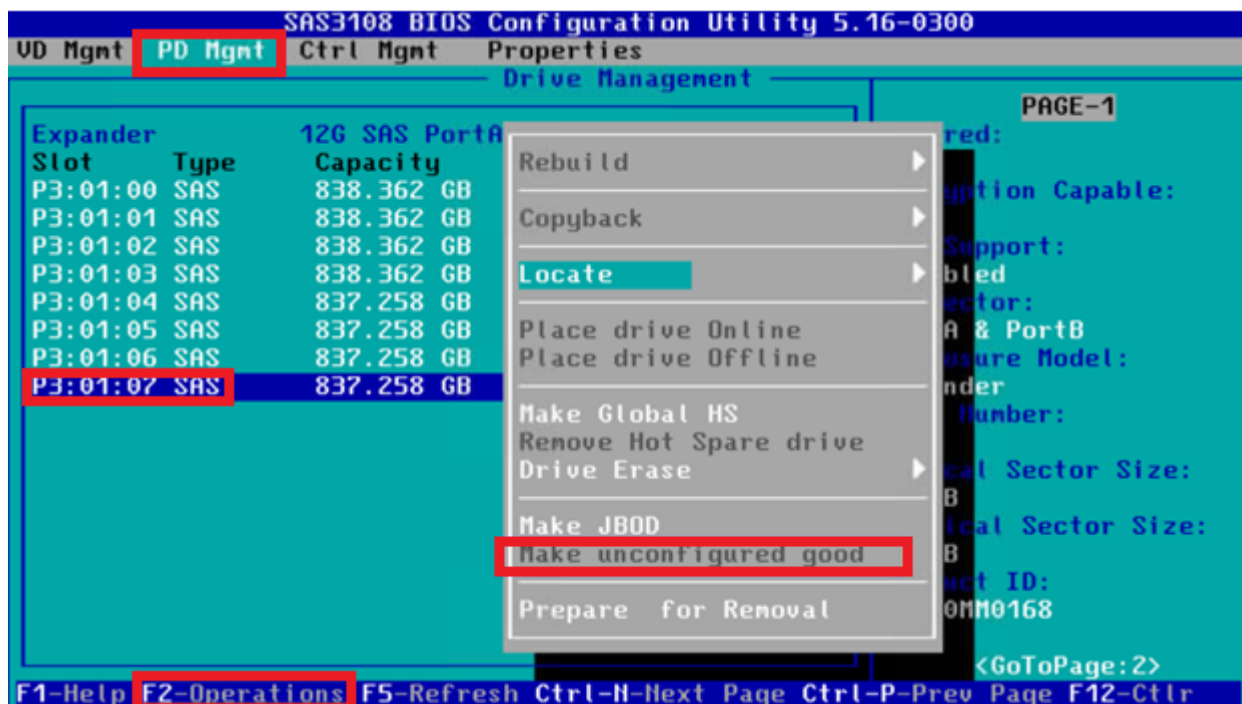 SAS3108 BIOS Configuration Utility 5.16-0300
VD Mgmt PD Mgmt Ctrl Mgmt Properties
Drive Management
Expander 12G SAS PortA
Slot Type Capacity
P3:01:00 SAS 838.362 GB
P3:01:01 SAS 838.362 GB
P3:01:02 SAS 838.362 GB
P3:01:03 SAS 838.362 GB
P3:01:04 SAS 837.258 GB
P3:01:05 SAS 837.258 GB
P3:01:06 SAS 837.258 GB
P3:01:07 SAS 837.258 GB
Rebuild
Copyback
Locate
Place drive Online
Place drive Offline
Make Global HS
Remove Hot Spare drive
Drive Erase
Make JBOD
Make unconfigured good
Prepare for Removal
PAGE-1
red:
yption Capable:
Support:
bled
ector:
A & PortB
osure Model:
nder
Number:
cal Sector Size:
B
ical Sector Size:
B
uct ID:
0MM0168
<GoToPage:2>
F1-Help F2-Operations F5-Refresh Ctrl-N-Next Page Ctrl-P-Prev Page F12-Ctlr